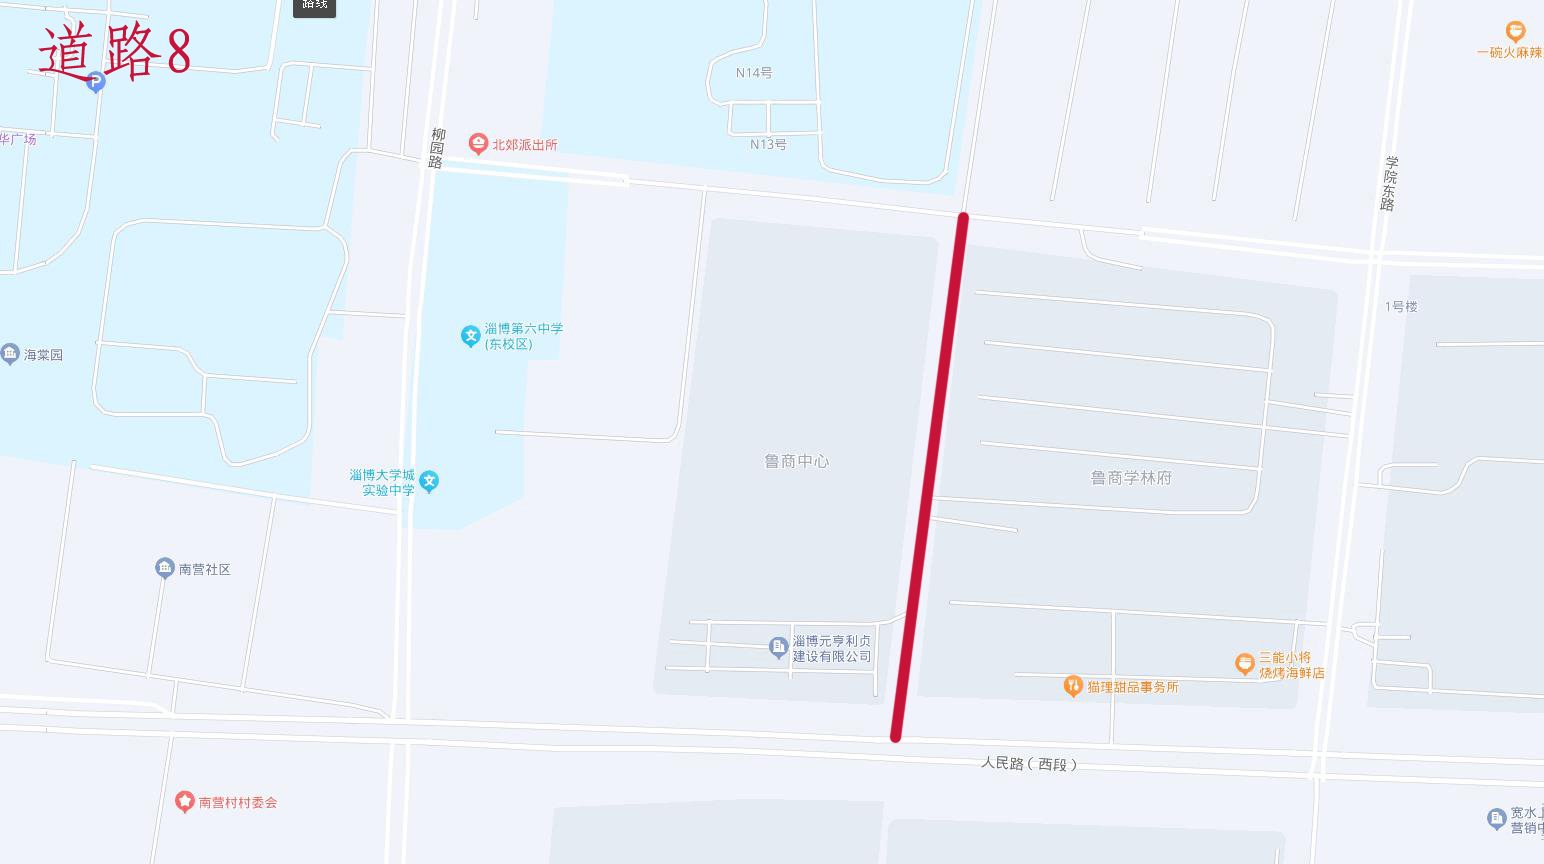 路线
道路8
一碗火麻辣
N14号
华广场
柳园路
北郊派出所
N13号
学院东路
1号楼
淄博第六中学
(东校区)
海棠园
鲁商中心
淄博大学城
实验中学
鲁商学林府
南营社区
淄博元亨利贞
建设有限公司
三能小将
烧烤海鲜店
猫理甜品事务所
人民路（西段）
南营村村委会
宽水
营销中